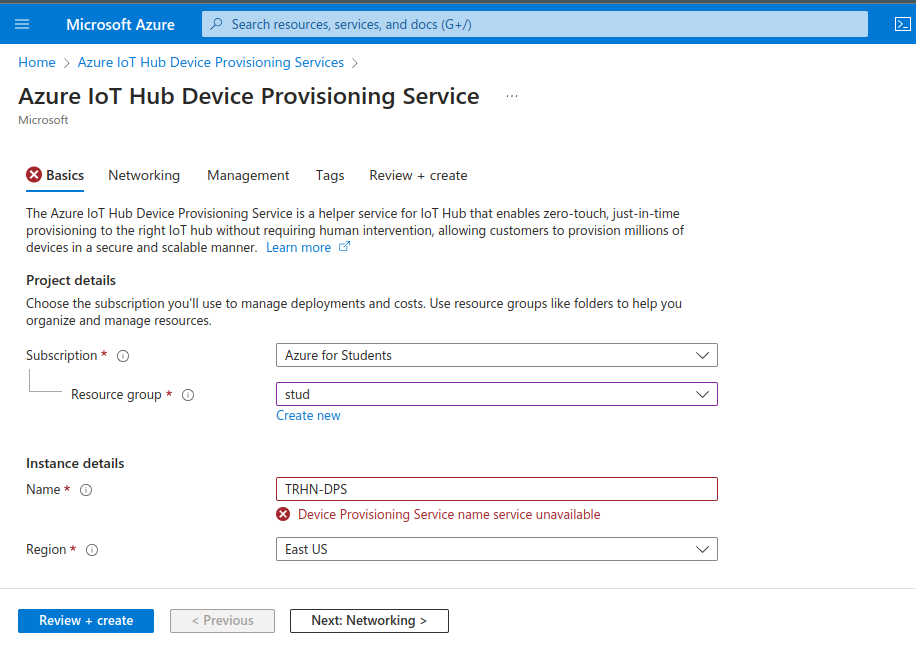 Microsoft Azure
Search resources, services, and docs (G+/)
Home > Azure IoT Hub Device Provisioning Services >
Azure IoT Hub Device Provisioning Service ...
Microsoft
Basics Networking Management Tags Review + create
The Azure IoT Hub Device Provisioning Service is a helper service for IoT Hub that enables zero-touch, just-in-time
provisioning to the right IoT hub without requiring human intervention, allowing customers to provision millions of
devices in a secure and scalable manner. Learn more
Project details
Choose the subscription you'll use to manage deployments and costs. Use resource groups like folders to help you
organize and manage resources.
Subscription * Azure for Students
Resource group * stud
Create new
Instance details
Name * TRHN-DPS
Device Provisioning Service name service unavailable
Region * East US
Review + create < Previous Next: Networking >